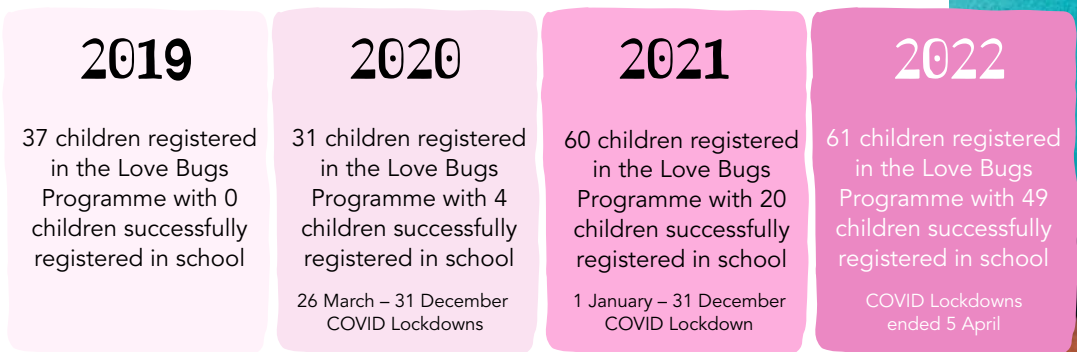 2019
37 children registered
in the Love Bugs
Programme with 0
children successfully
registered in school
2020
31 children registered
in the Love Bugs
Programme with 4
children successfully
registered in school
26 March – 31 December
COVID Lockdowns
2021
60 children registered
in the Love Bugs
Programme with 20
children successfully
registered in school
1 January – 31 December
COVID Lockdown
2022
61 children registered
in the Love Bugs
Programme with 49
children successfully
registered in school
COVID Lockdowns
ended 5 April